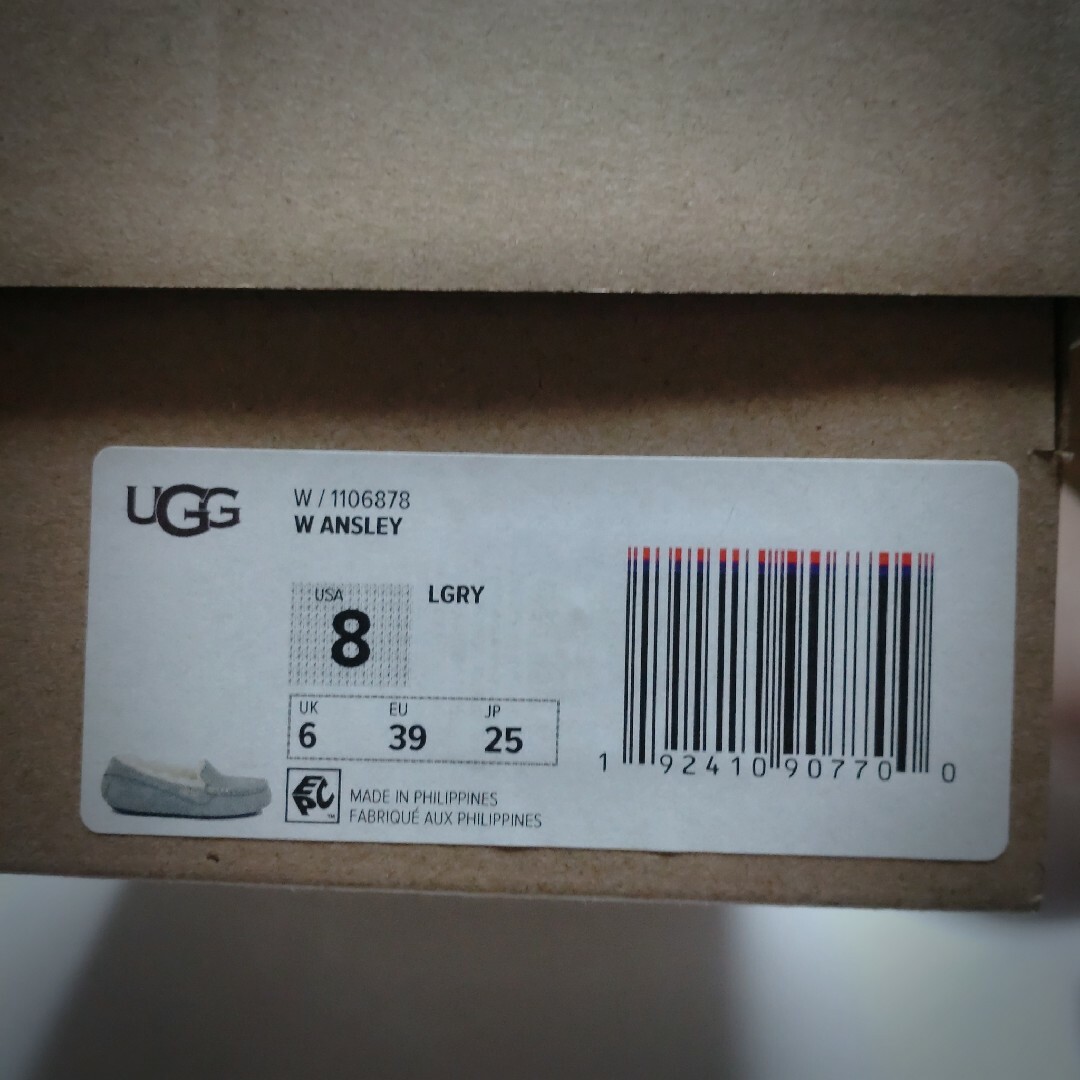 UGG
W / 1106878
W ANSLEY
USA
8
LGRY
UK EU JP
6 39 25
EPC™
MADE IN PHILIPPINES
FABRIQUÉ AUX PHILIPPINES
1 92410 90770 0